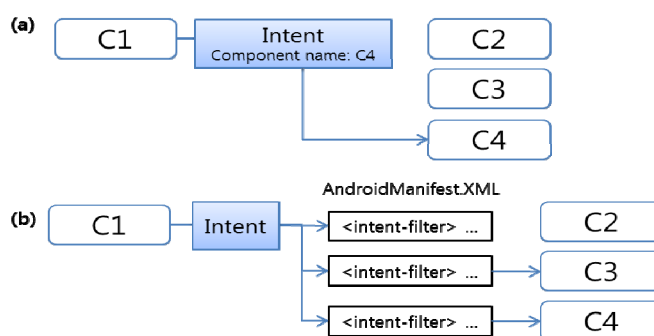 (a)
C1
Intent
Component name: C4
C2
C3
C4
AndroidManifest.XML
(b)
C1
Intent
<intent-filter> ...
C2
<intent-filter> ...
C3
<intent-filter> ...
C4